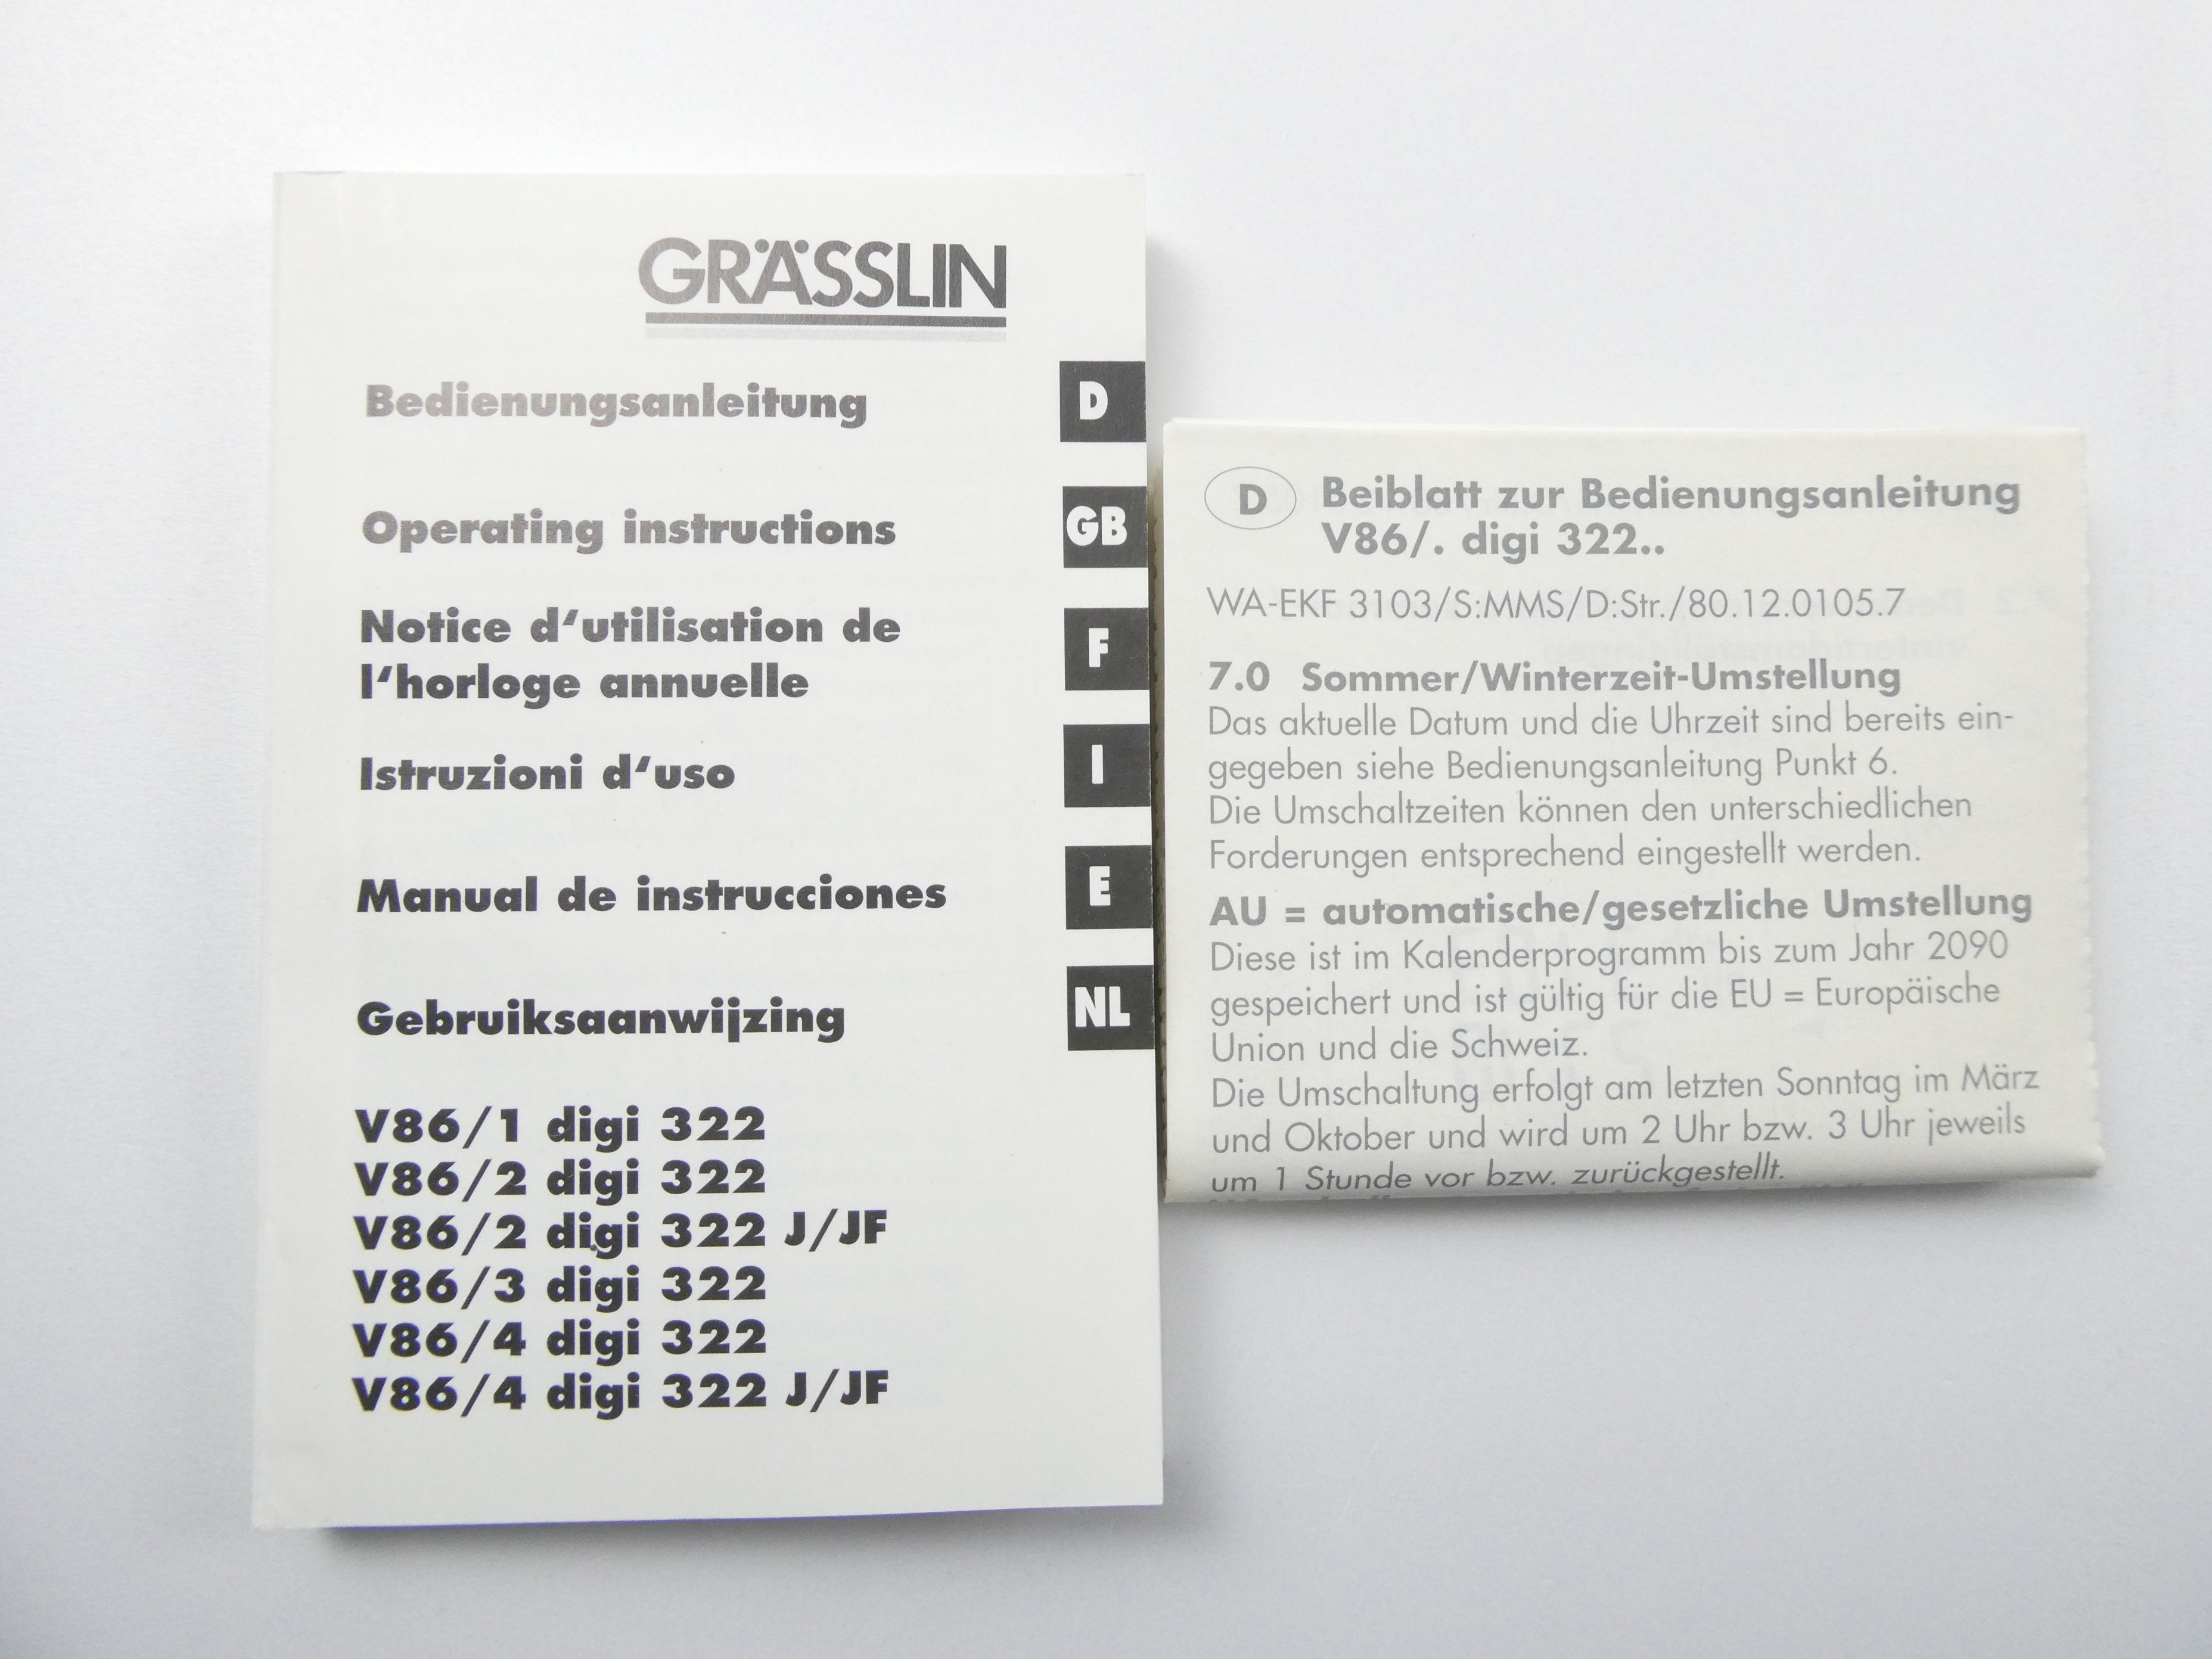 GRÄSSLIN
Bedienungsanleitung
D
Operating instructions
GB
Notice d'utilisation de
l'horloge annuelle
F
Istruzioni d'uso
I
Manual de instrucciones
E
Gebruiksaanwijzing
NL
V86/1 digi 322
V86/2 digi 322
V86/2 digi 322 J/JF
V86/3 digi 322
V86/4 digi 322
V86/4 digi 322 J/JF
D
Beiblatt zur Bedienungsanleitung
V86/. digi 322..
WA-EKF 3103/S:MMS/D:Str./80.12.0105.7
7.0 Sommer/Winterzeit-Umstellung
Das aktuelle Datum und die Uhrzeit sind bereits ein-
gegeben siehe Bedienungsanleitung Punkt 6.
Die Umschaltzeiten können den unterschiedlichen
Forderungen entsprechend eingestellt werden.
AU = automatische/gesetzliche Umstellung
Diese ist im Kalenderprogramm bis zum Jahr 2090
gespeichert und ist gültig für die EU = Europäische
Union und die Schweiz.
Die Umschaltung erfolgt am letzten Sonntag im März
und Oktober und wird um 2 Uhr bzw. 3 Uhr jeweils
um 1 Stunde vor bzw. zurückgestellt.